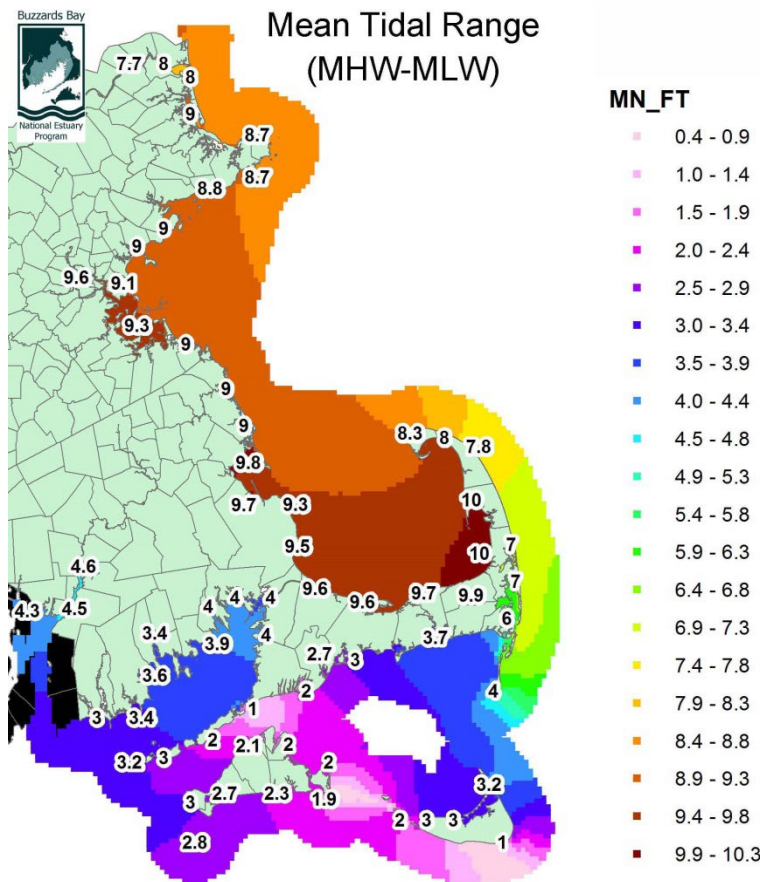 Buzzards Bay
National Estuary
Program
Mean Tidal Range
(MHW-MLW)
MN_FT
0.4 - 0.9
1.0 - 1.4
1.5 - 1.9
2.0 - 2.4
2.5 - 2.9
3.0 - 3.4
3.5 - 3.9
4.0 - 4.4
4.5 - 4.8
4.9 - 5.3
5.4 - 5.8
5.9 - 6.3
6.4 - 6.8
6.9 - 7.3
7.4 - 7.8
7.9 - 8.3
8.4 - 8.8
8.9 - 9.3
9.4 - 9.8
9.9 - 10.3
7.7
8
8
9
8.7
8.7
8.8
9
9
9.6
9.1
9.3
9
9
9
9.8
9.7
9.3
9.5
9.6
9.6
9.7
9.9
8.3
8
7.8
10
10
7
7
6
4.6
4.5
4.3
4
4
4
4
3.4
3.9
3.6
3.7
2.7
3
4
3
3.4
2
1
2
3.2
3
2.1
2
2
3.2
3
2.7
2.3
1.9
2
3
3
1
2.8